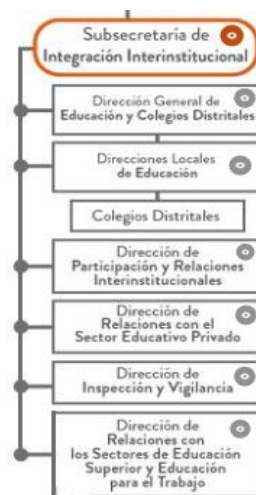 Subsecretaría de
Integración Interinstitucional
Dirección General de
Educación y Colegios Distritales
Direcciones Locales
de Educación
Colegios Distritales
Dirección de
Participación y Relaciones
Interinstitucionales
Dirección de
Relaciones con el
Sector Educativo Privado
Dirección de
Inspección y Vigilancia
Dirección de
Relaciones con
los Sectores de Educación
Superior y Educación
para el Trabajo